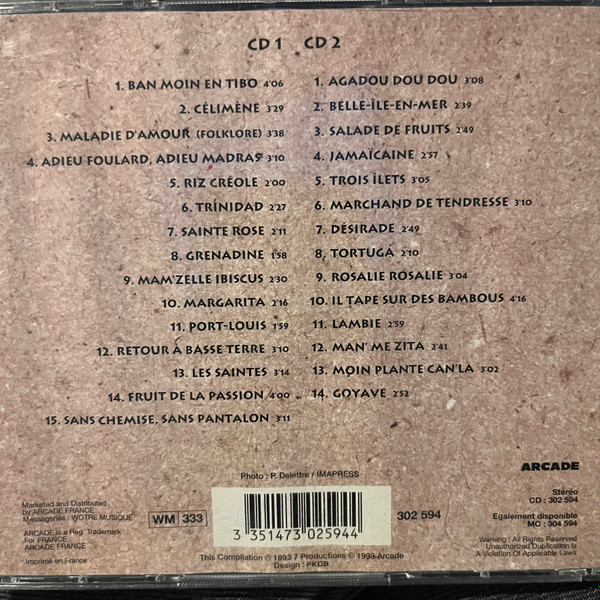 CD 1 CD 2
1. BAN MOIN EN TIBO 4'06
2. CÉLIMÈNE 3'29
3. MALADIE D'AMOUR (FOLKLORE) 3'38
4. ADIEU FOULARD, ADIEU MADRAS 3'10
5. RIZ CRÉOLE 2'00
6. TRÍNIDAD 2'27
7. SAINTE ROSE 2'11
8. GRENADINE 1'58
9. MAM'ZELLE IBISCUS 2'30
10. MARGARITA 2'16
11. PORT-LOUIS 1'59
12. RETOUR À BASSE TERRE 3'10
13. LES SAINTES 3'14
14. FRUIT DE LA PASSION 4'00
15. SANS CHEMISE, SANS PANTALON 3'11
1. AGADOU DOU DOU 3'08
2. BELLE-ÎLE-EN-MER 2'39
3. SALADE DE FRUITS 2'49
4. JAMAÏCAINE 2'57
5. TROIS ÎLETS 3'05
6. MARCHAND DE TENDRESSE 3'10
7. DÉSIRADE 2'49
8. TORTUGÁ 2'10
9. ROSALIE ROSALIE 3'04
10. IL TAPE SUR DES BAMBOUS 4'16
11. LAMBIE 2'59
12. MAN' ME ZITA 2'41
13. MOIN PLANTE CAN'LA 3'02
14. GOYAVE 2'52
Photo : P. Delettre / IMAPRESS
ARCADE
Marketed and Distributed
by ARCADE FRANCE
Messageries : WOTRE MUSIQUE
ARCADE is a Reg. Trademark
For FRANCE
ARCADE FRANCE
Imprimé en France
WM 333
3 351473 025944
302 594
Stéréo
CD : 302 594
Egalement disponible
MC : 304 594
Warning : All Rights Reserved
Unauthorized Duplication Is
A Violation Of Applicable Laws
This Compilation ℗ 1993 7 Productions © 1993 Arcade
Design : PKGB